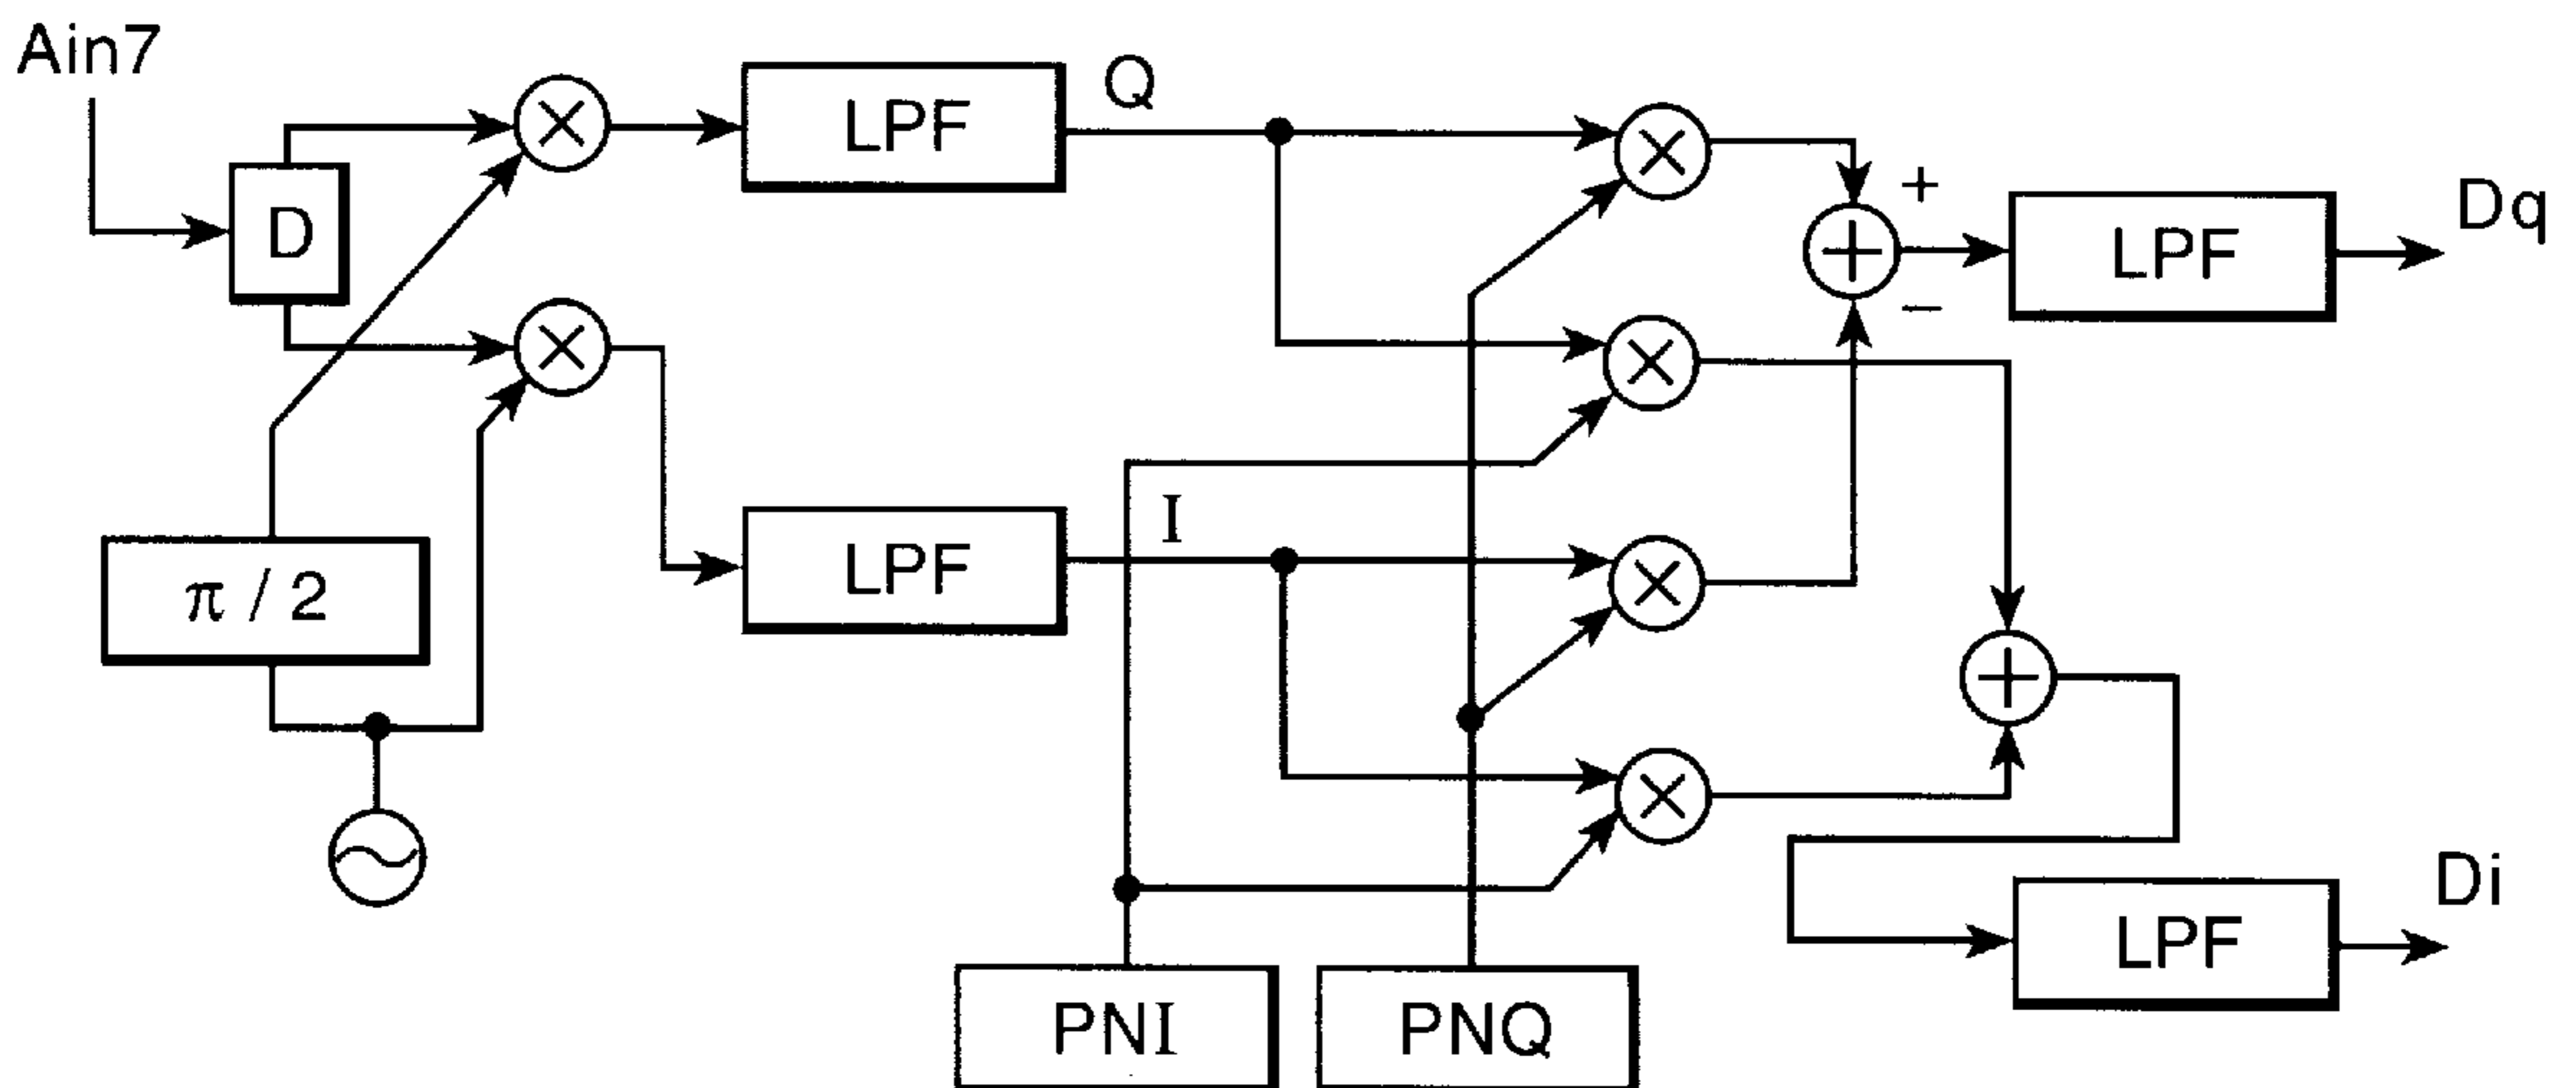 Ain7
D
LPF
Q
+
−
LPF
Dq
I
LPF
π / 2
Di
LPF
PNI
PNQ